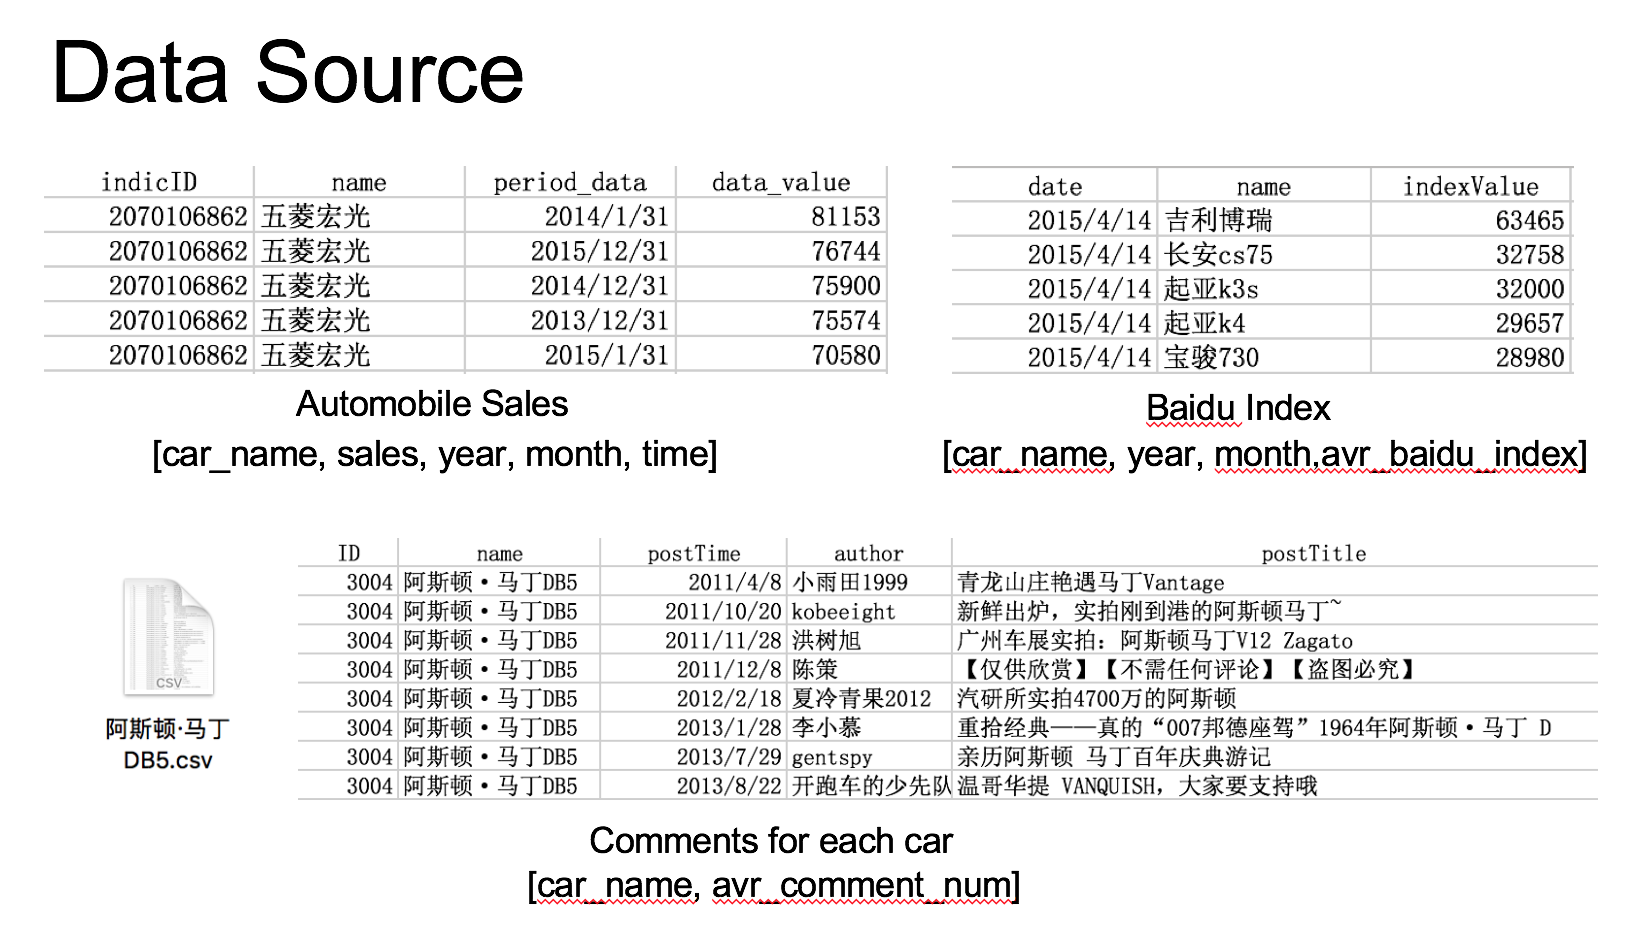 Data Source
indicID name period_data data_value
2070106862 五菱宏光 2014/1/31 81153
2070106862 五菱宏光 2015/12/31 76744
2070106862 五菱宏光 2014/12/31 75900
2070106862 五菱宏光 2013/12/31 75574
2070106862 五菱宏光 2015/1/31 70580
Automobile Sales
[car_name, sales, year, month, time]
date name indexValue
2015/4/14 吉利博瑞 63465
2015/4/14 长安cs75 32758
2015/4/14 起亚k3s 32000
2015/4/14 起亚k4 29657
2015/4/14 宝骏730 28980
Baidu Index
[car_name, year, month,avr_baidu_index]
CSV
阿斯顿·马丁
DB5.csv
ID name postTime author postTitle
3004 阿斯顿·马丁DB5 2011/4/8 小雨田1999 青龙山庄艳遇马丁Vantage
3004 阿斯顿·马丁DB5 2011/10/20 kobeeight 新鲜出炉，实拍刚到港的阿斯顿马丁~
3004 阿斯顿·马丁DB5 2011/11/28 洪树旭 广州车展实拍：阿斯顿马丁V12 Zagato
3004 阿斯顿·马丁DB5 2011/12/8 陈策 【仅供欣赏】【不需任何评论】【盗图必究】
3004 阿斯顿·马丁DB5 2012/2/18 夏冷青果2012 汽研所实拍4700万的阿斯顿
3004 阿斯顿·马丁DB5 2013/1/28 李小慕 重拾经典——真的“007邦德座驾”1964年阿斯顿·马丁 D
3004 阿斯顿·马丁DB5 2013/7/29 gentspy 亲历阿斯顿 马丁百年庆典游记
3004 阿斯顿·马丁DB5 2013/8/22 开跑车的少先队 温哥华提 VANQUISH，大家要支持哦
Comments for each car
[car_name, avr_comment_num]